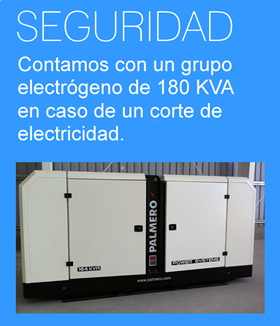 SEGURIDAD
Contamos con un grupo
electrógeno de 180 KVA
en caso de un corte de
electricidad.
PALMERO
164 KVA
POWER SYSTEMS
www.palmero.com